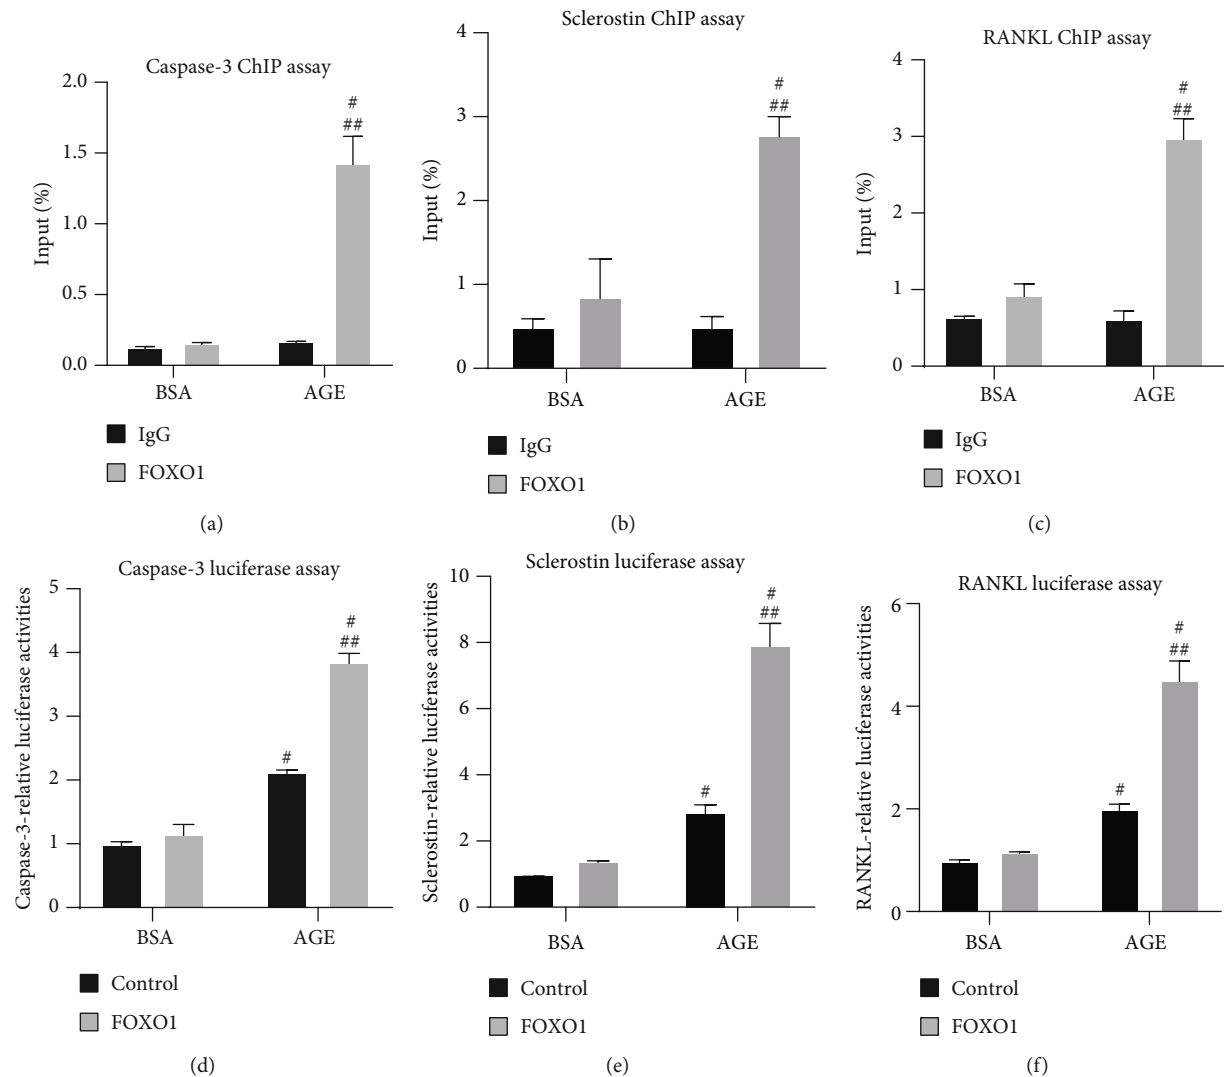 Caspase-3 ChIP assay
Input (%)
2.0
1.5
1.0
0.5
0.0
#
##
BSA
AGE
IgG
FOXO1
(a)
Sclerostin ChIP assay
Input (%)
4
3
2
1
0
#
##
BSA
AGE
IgG
FOXO1
(b)
RANKL ChIP assay
Input (%)
4
3
2
1
0
#
##
BSA
AGE
IgG
FOXO1
(c)
Caspase-3 luciferase assay
Caspase-3-relative luciferase activities
5
4
3
2
1
0
#
#
##
BSA
AGE
Control
FOXO1
(d)
Sclerostin luciferase assay
Sclerostin-relative luciferase activities
10
8
6
4
2
0
#
#
##
BSA
AGE
Control
FOXO1
(e)
RANKL luciferase assay
RANKL-relative luciferase activities
6
4
2
0
#
#
##
BSA
AGE
Control
FOXO1
(f)